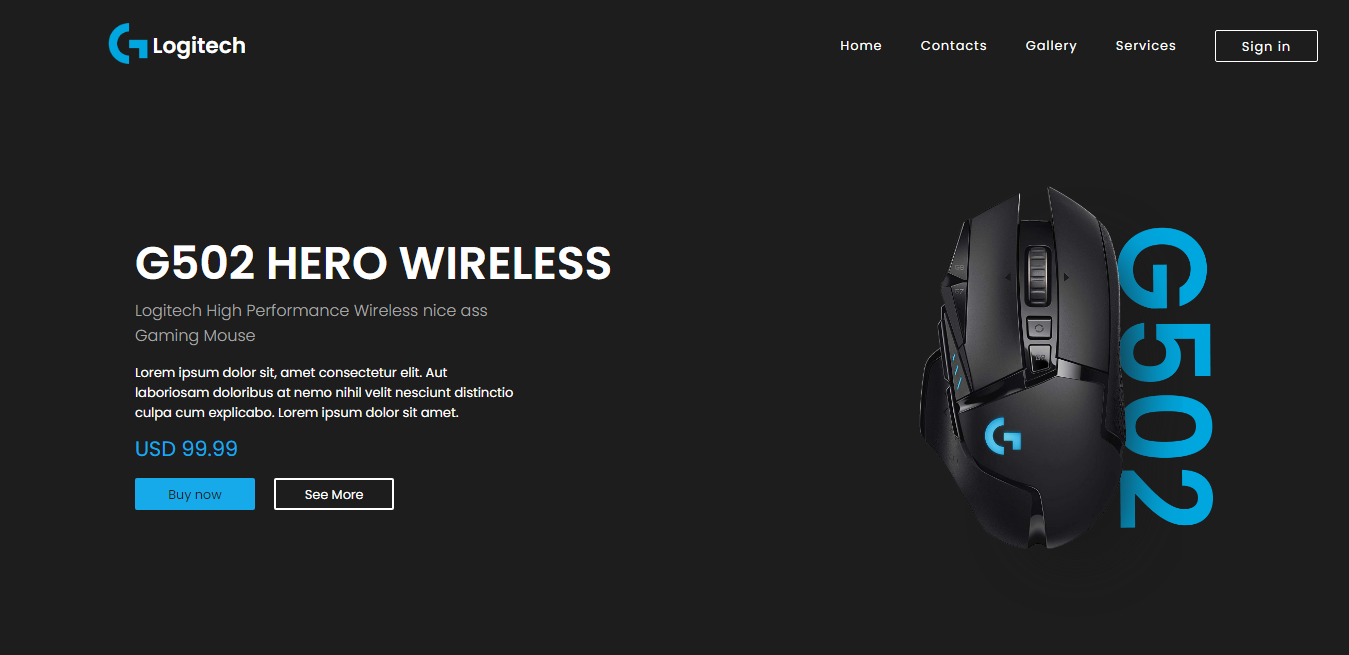 Logitech
Home
Contacts
Gallery
Services
Sign in
G502 HERO WIRELESS
Logitech High Performance Wireless nice ass
Gaming Mouse
Lorem ipsum dolor sit, amet consectetur elit. Aut
laboriosam doloribus at nemo nihil velit nesciunt distinctio
culpa cum explicabo. Lorem ipsum dolor sit amet.
USD 99.99
Buy now
See More
G502